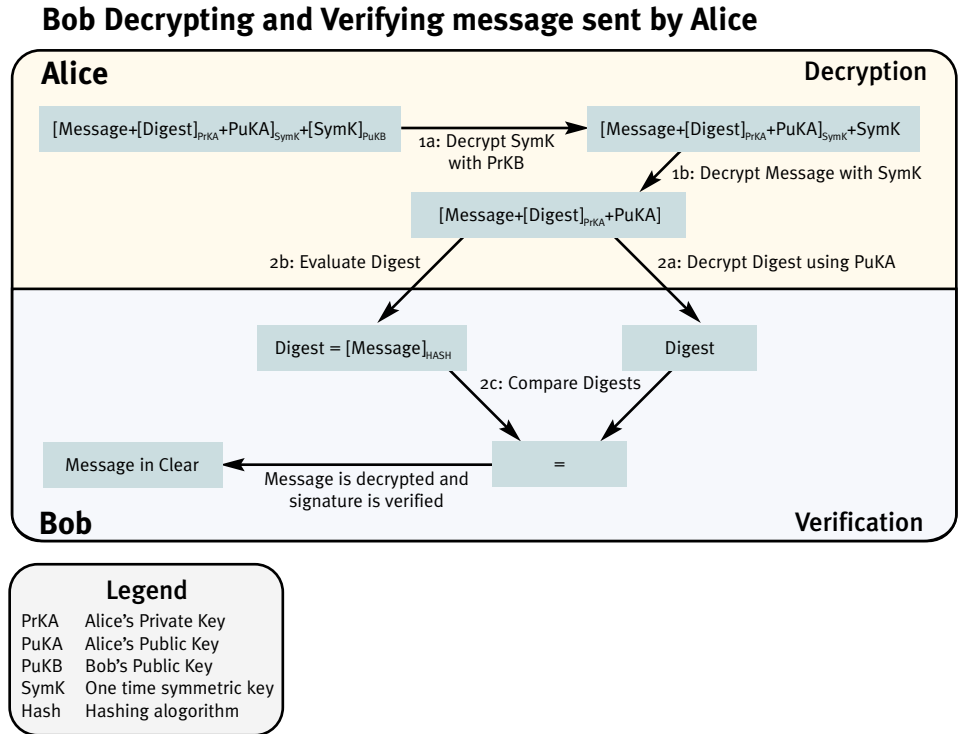 Bob Decrypting and Verifying message sent by Alice
Alice
Decryption
[Message+[Digest]PrKA+PuKA]SymK+[SymK]PuKB
1a: Decrypt SymK
with PrKB
[Message+[Digest]PrKA+PuKA]SymK+SymK
1b: Decrypt Message with SymK
[Message+[Digest]PrKA+PuKA]
2b: Evaluate Digest
2a: Decrypt Digest using PuKA
Digest = [Message]HASH
Digest
2c: Compare Digests
Message in Clear
=
Message is decrypted and
signature is verified
Bob
Verification
Legend
PrKA Alice's Private Key
PuKA Alice's Public Key
PuKB Bob's Public Key
SymK One time symmetric key
Hash Hashing alogorithm